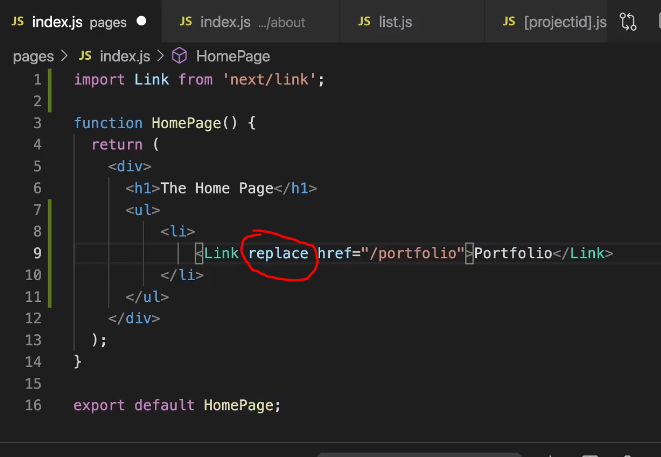 JS index.js pages JS index.js .../about JS list.js JS [projectid].js
pages > JS index.js > HomePage
1 import Link from 'next/link';
2
3 function HomePage() {
4 return (
5 <div>
6 <h1>The Home Page</h1>
7 <ul>
8 <li>
9 <Link replace href="/portfolio">Portfolio</Link>
10 </li>
11 </ul>
12 </div>
13 );
14 }
15
16 export default HomePage;